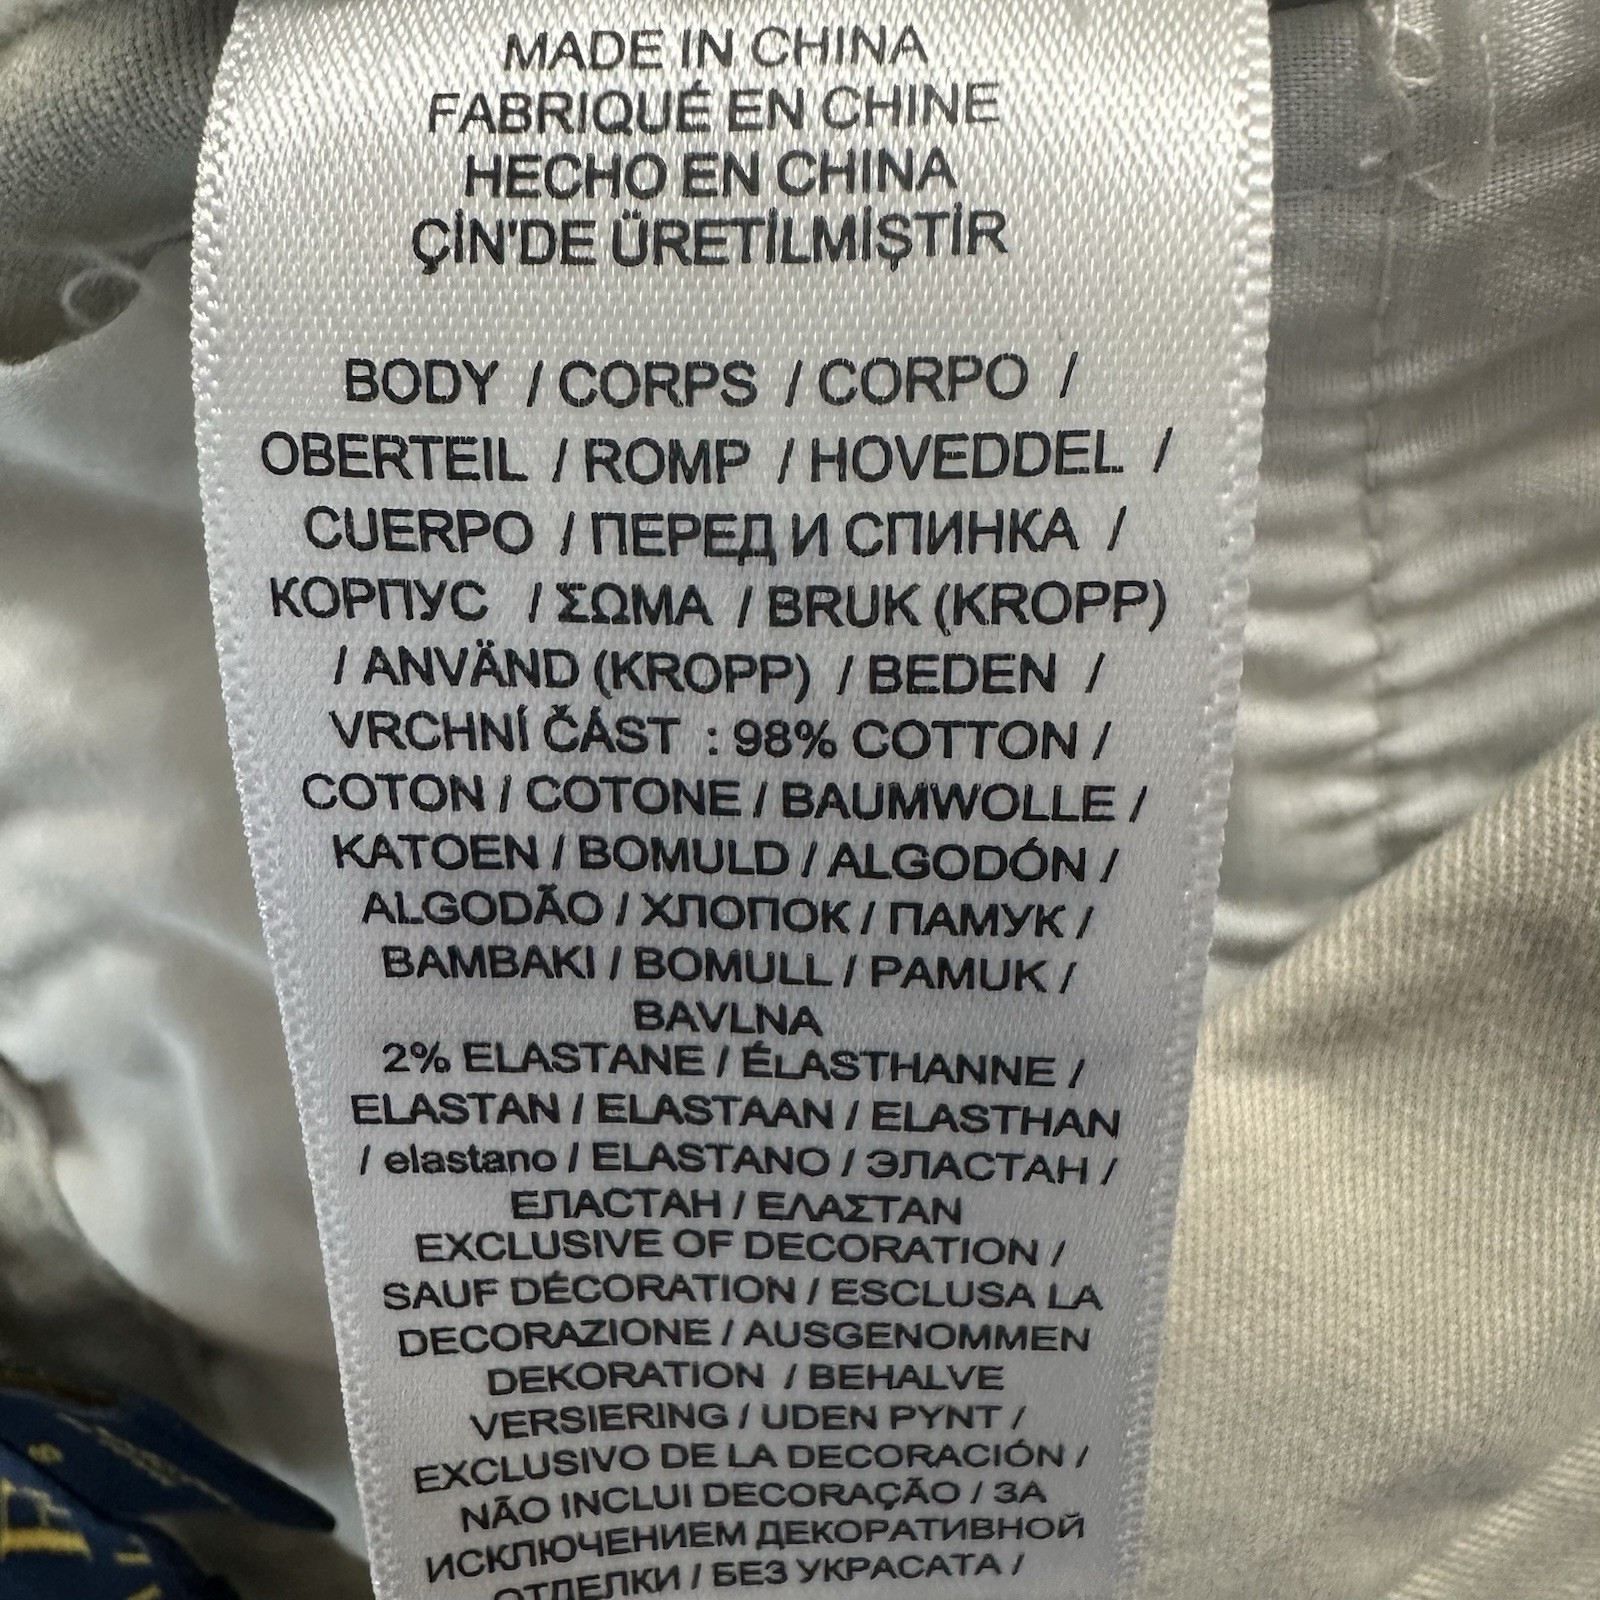 MADE IN CHINA
FABRIQUÉ EN CHINE
HECHO EN CHINA
ÇİN'DE ÜRETİLMİŞTİR
BODY / CORPS / CORPO /
OBERTEIL / ROMP / HOVEDDEL /
CUERPO / ПЕРЕД И СПИНКА /
КОРПУС / ΣΩΜΑ / BRUK (KROPP)
/ ANVÄND (KROPP) / BEDEN /
VRCHNÍ ČÁST : 98% COTTON /
COTON / COTONE / BAUMWOLLE /
KATOEN / BOMULD / ALGODÓN /
ALGODÃO / ХЛОПОК / ПАМУК /
BAMBAKI / BOMULL / PAMUK /
BAVLNA
2% ELASTANE / ÉLASTHANNE /
ELASTAN / ELASTAAN / ELASTHAN
/ elastano / ELASTANO / ЭЛАСТАН /
ЕЛАСТАН / ΕΛΑΣΤΑΝ
EXCLUSIVE OF DECORATION /
SAUF DÉCORATION / ESCLUSA LA
DECORAZIONE / AUSGENOMMEN
DEKORATION / BEHALVE
VERSIERING / UDEN PYNT /
EXCLUSIVO DE LA DECORACIÓN /
NÃO INCLUI DECORAÇÃO / ЗА
ИСКЛЮЧЕНИЕМ ДЕКОРАТИВНОЙ
ОТДЕЛКИ / БЕЗ УКРАСАТА /